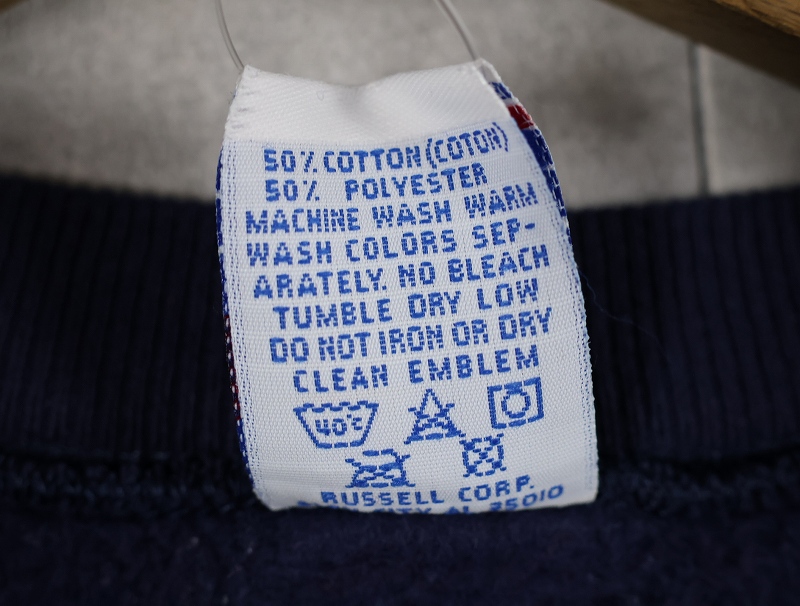 50% COTTON (COTON)
50% POLYESTER
MACHINE WASH WARM
WASH COLORS SEP-
ARATELY. NO BLEACH
TUMBLE DRY LOW
DO NOT IRON OR DRY
CLEAN EMBLEM
40°C
RUSSELL CORP.
CITY, AL 35010